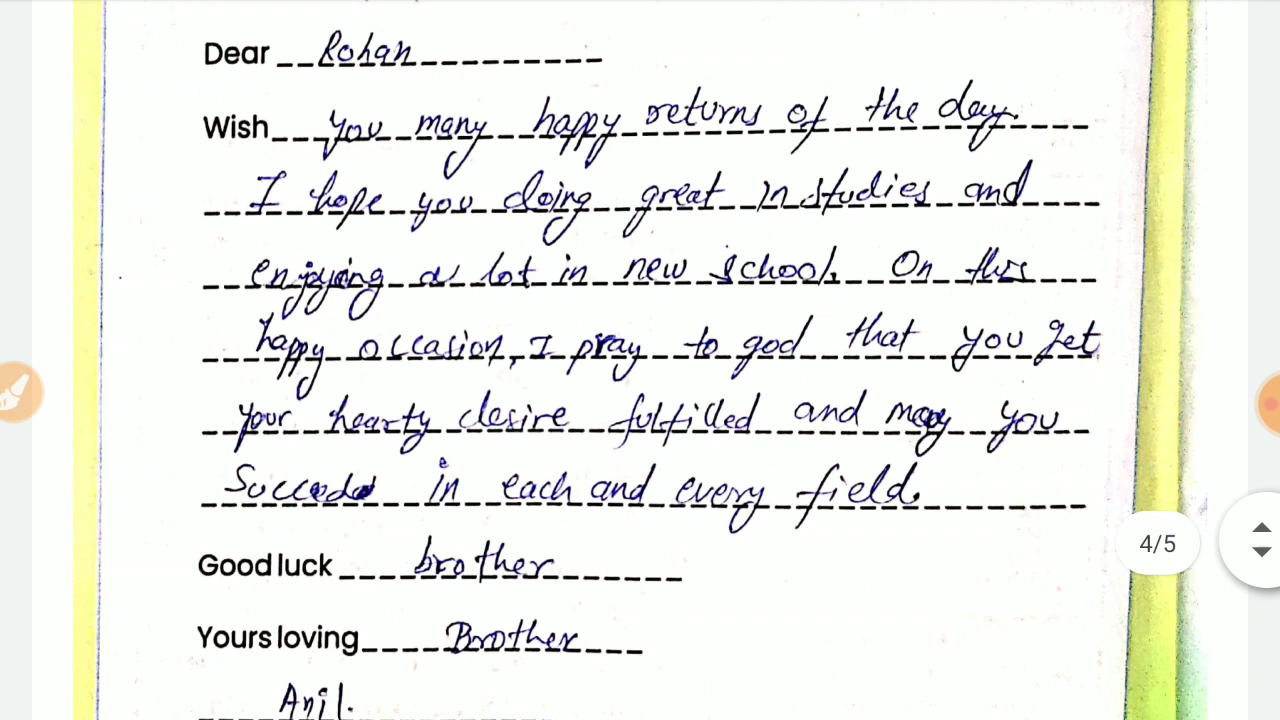 Dear Rohan
Wish you many happy returns of the day.
I hope you doing great in studies and
enjoying a lot in new school. On this
happy occasion, I pray to god that you get
your hearty desire fulfilled and may you
Succeed in each and every field.
Good luck brother
Yours loving Brother
Anil.
4/5